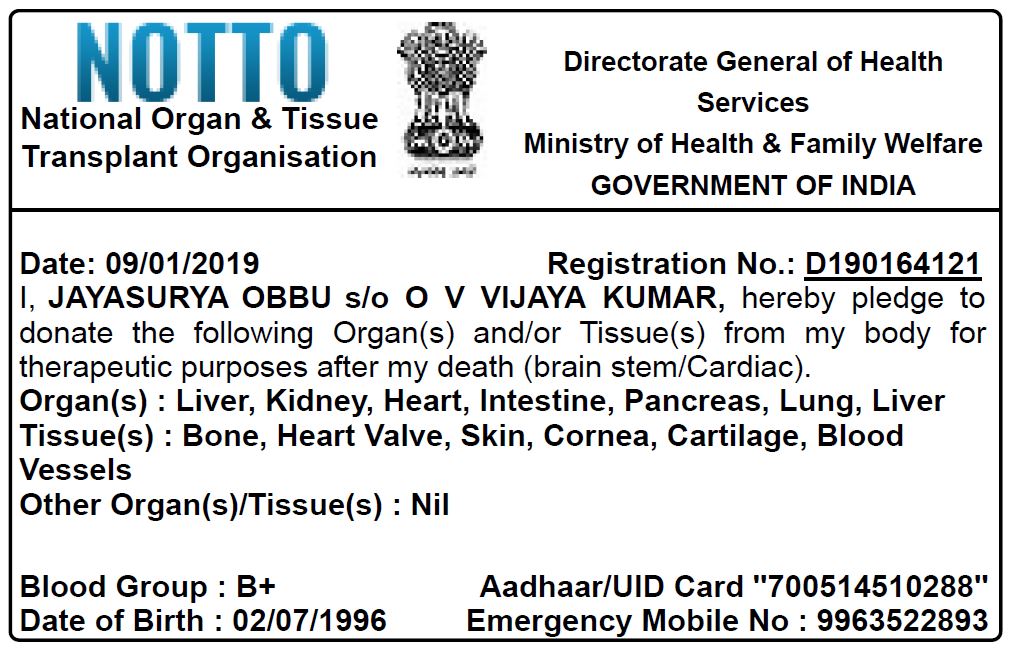 NOTTO
National Organ & Tissue
Transplant Organisation
Directorate General of Health
Services
Ministry of Health & Family Welfare
GOVERNMENT OF INDIA
Date: 09/01/2019 Registration No.: D190164121
I, JAYASURYA OBBU s/o O V VIJAYA KUMAR, hereby pledge to
donate the following Organ(s) and/or Tissue(s) from my body for
therapeutic purposes after my death (brain stem/Cardiac).
Organ(s) : Liver, Kidney, Heart, Intestine, Pancreas, Lung, Liver
Tissue(s) : Bone, Heart Valve, Skin, Cornea, Cartilage, Blood
Vessels
Other Organ(s)/Tissue(s) : Nil
Blood Group : B+ Aadhaar/UID Card "700514510288"
Date of Birth : 02/07/1996 Emergency Mobile No : 9963522893